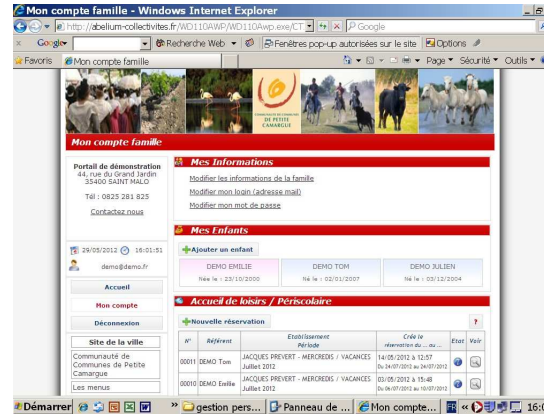 Mon compte famille - Windows Internet Explorer
http://abelium-collectivites.fr/WD110AWP/WD110Awp.exe/CT
Google
Google
Recherche Web
Fenêtres pop-up autorisées sur le site
Options
Favoris
Mon compte famille
Page
Sécurité
Outils
COMMUNAUTÉ DE COMMUNES
DE PETITE
CAMARGUE
Mon compte famille
Portail de démonstration
44, rue du Grand Jardin
35400 SAINT MALO
Tél : 0825 281 825
Contactez nous
29/05/2012 16:01:51
demo@demo.fr
Accueil
Mon compte
Déconnexion
Site de la ville
Communauté de
Communes de Petite
Camargue
Les menus
Mes Informations
Modifier les informations de la famille
Modifier mon login (adresse mail)
Modifier mon mot de passe
Mes Enfants
Ajouter un enfant
DEMO EMILIE
Née le : 23/10/2000
DEMO TOM
Né le : 02/01/2007
DEMO JULIEN
Né le : 03/12/2004
Accueil de loisirs / Périscolaire
Nouvelle réservation
?
N° Référent Etablissement Période Crée le réservation du ... au ... Etat Voir
00011 DEMO Tom JACQUES PREVERT - MERCREDIS / VACANCES 14/05/2012 à 12:57
Juillet 2012 Du 24/07/2012 au 24/07/2012
00010 DEMO Emilie JACQUES PREVERT - MERCREDIS / VACANCES 03/05/2012 à 15:48
Juillet 2012 Du 06/07/2012 au 10/07/2012
Démarrer
gestion pers...
Panneau de ...
Mon compte...
FR
16:0